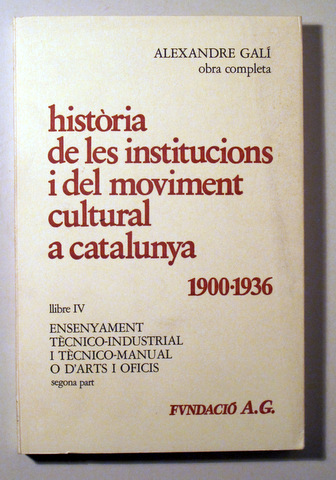 ALEXANDRE GALÍ
obra completa
història
de les institucions
i del moviment
cultural
a catalunya
1900·1936
llibre IV
ENSENYAMENT
TÈCNICO-INDUSTRIAL
I TÈCNICO-MANUAL
O D'ARTS I OFICIS
segona part
FVNDACIÓ A.G.